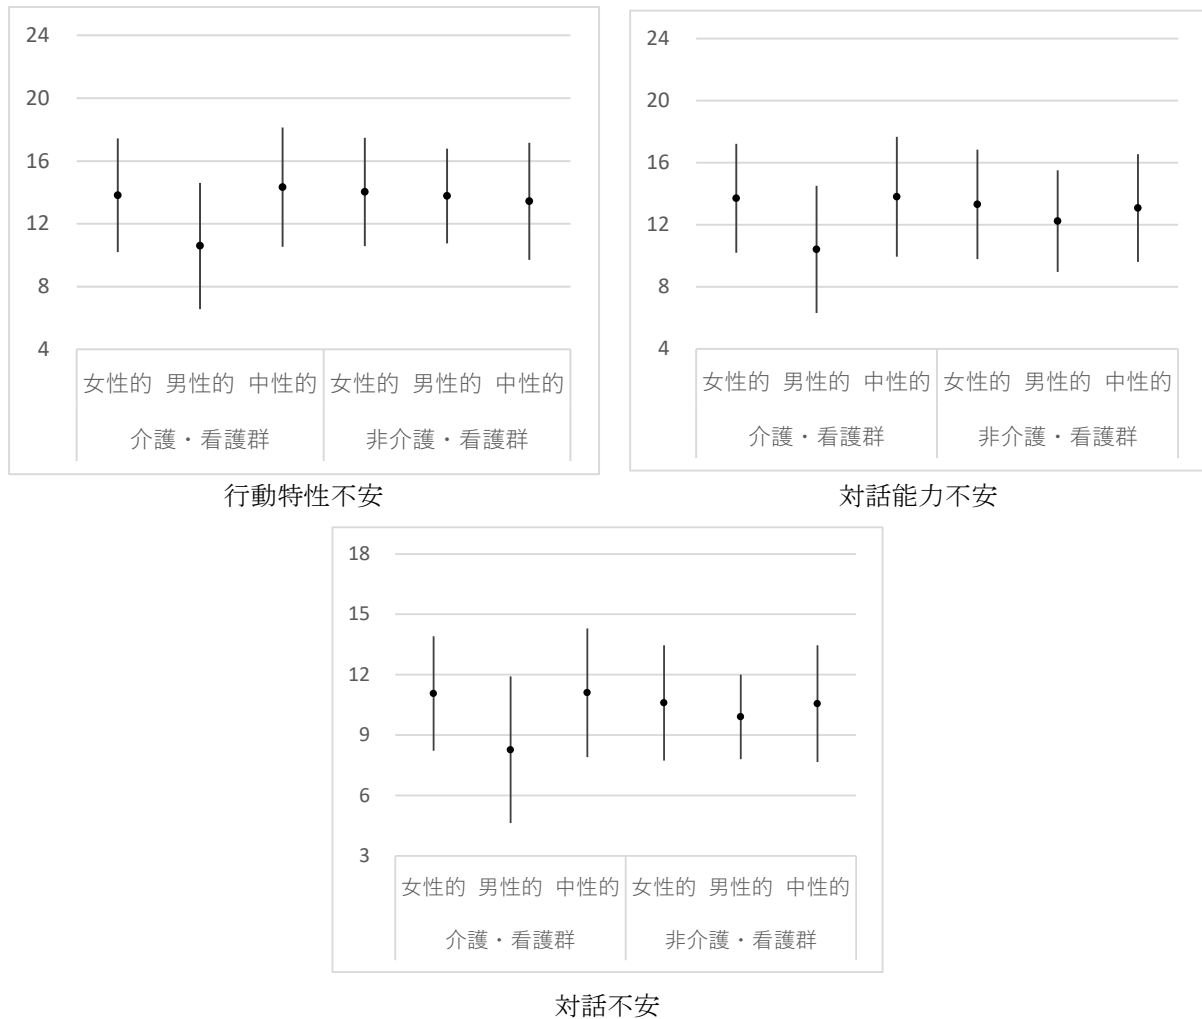 24
20
16
12
8
4
女性的 男性的 中性的 女性的 男性的 中性的
介護・看護群 非介護・看護群
行動特性不安
24
20
16
12
8
4
女性的 男性的 中性的 女性的 男性的 中性的
介護・看護群 非介護・看護群
対話能力不安
18
15
12
9
6
3
女性的 男性的 中性的 女性的 男性的 中性的
介護・看護群 非介護・看護群
対話不安